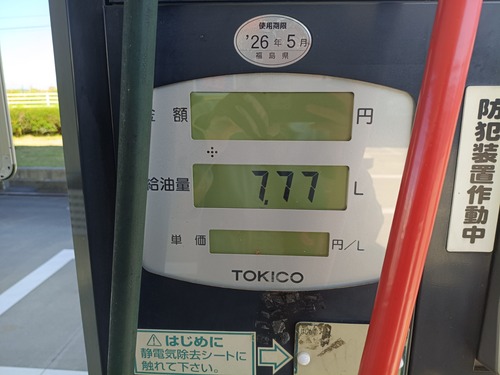 使用期限
'26年5月
福島県
金額 円
給油量 7.77 L
単価 円/L
TOKICO
防犯装置作動中
⚠はじめに
静電気除去シートに
触れて下さい。